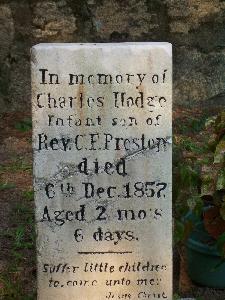 In memory of
Charles Hodge
Infant son of
Rev. C. F. Preston
died
6th Dec. 1857.
Aged 2 mo's
6 days.
Suffer little children
to come unto me
Jesus Christ